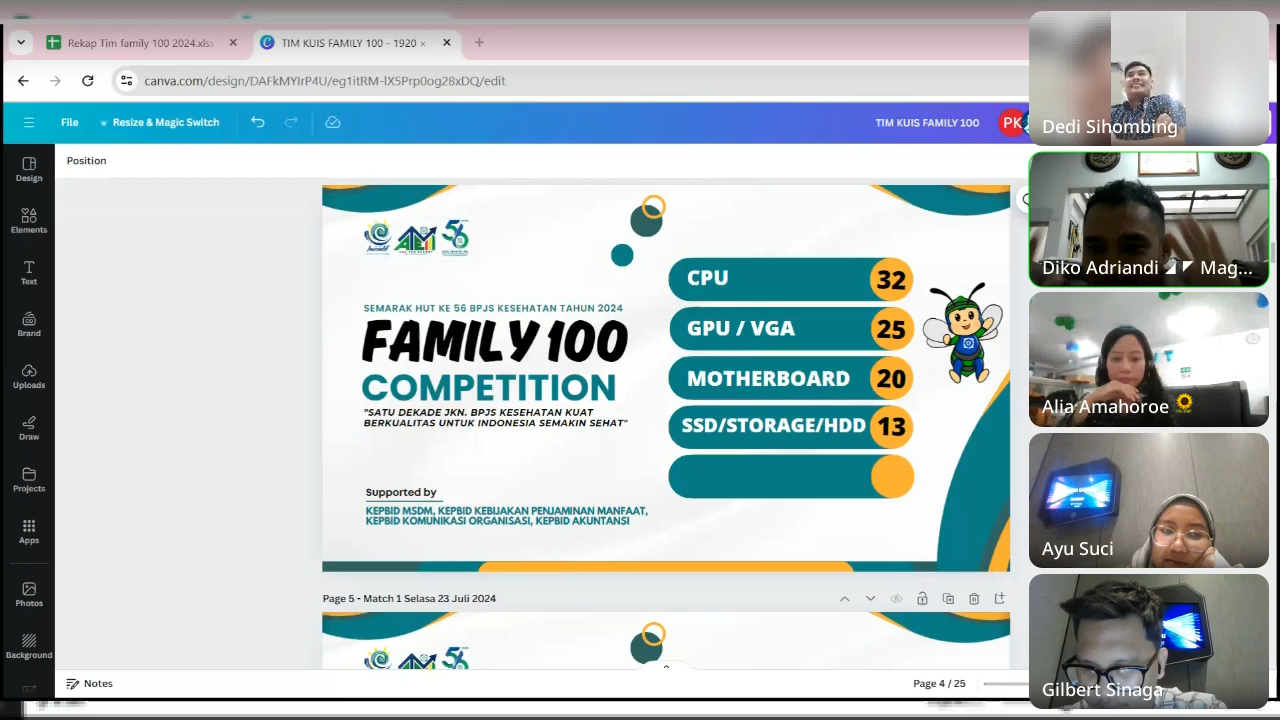 Rekap Tim family 100 2024.xls
TIM KUIS FAMILY 100 - 1920 ×
canva.com/design/DAFkMYIrP4U/eg1itRM-lX5Prp0og28xDQ/edit
File
Resize & Magic Switch
TIM KUIS FAMILY 100
PK
Position
Design
Elements
Text
Brand
Uploads
Draw
Projects
Apps
Photos
Background
56
SEMARAK HUT KE 56 BPJS KESEHATAN TAHUN 2024
FAMILY 100
COMPETITION
"SATU DEKADE JKN. BPJS KESEHATAN KUAT
BERKUALITAS UNTUK INDONESIA SEMAKIN SEHAT"
Supported by
KEPBID MSDM, KEPBID KEBIJAKAN PENJAMINAN MANFAAT,
KEPBID KOMUNIKASI ORGANISASI, KEPBID AKUNTANSI
CPU 32
GPU / VGA 25
MOTHERBOARD 20
SSD/STORAGE/HDD 13
Page 5 - Match 1 Selasa 23 Juli 2024
56
Notes
Page 4 / 25
Dedi Sihombing
Diko Adriandi ◢ ◤ Mag...
Alia Amahoroe 🌻
Ayu Suci
Gilbert Sinaga